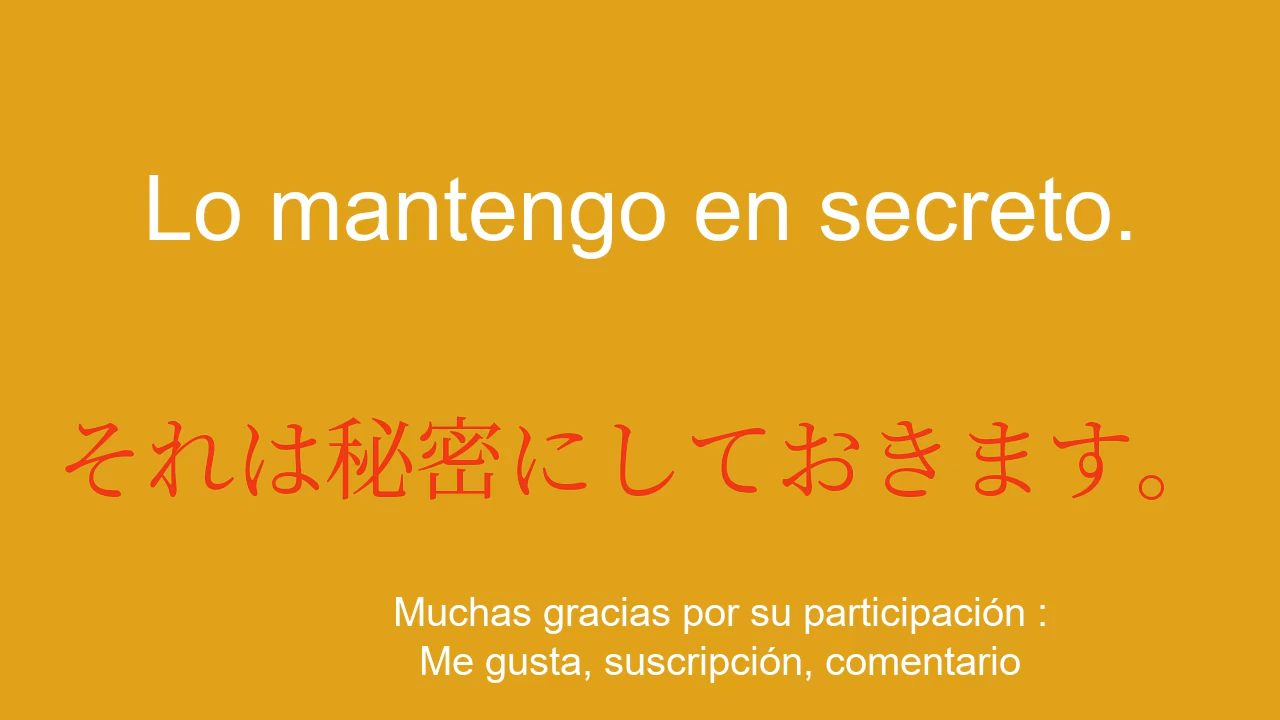 Lo mantengo en secreto.
それは秘密にしておきます。
Muchas gracias por su participación :
Me gusta, suscripción, comentario